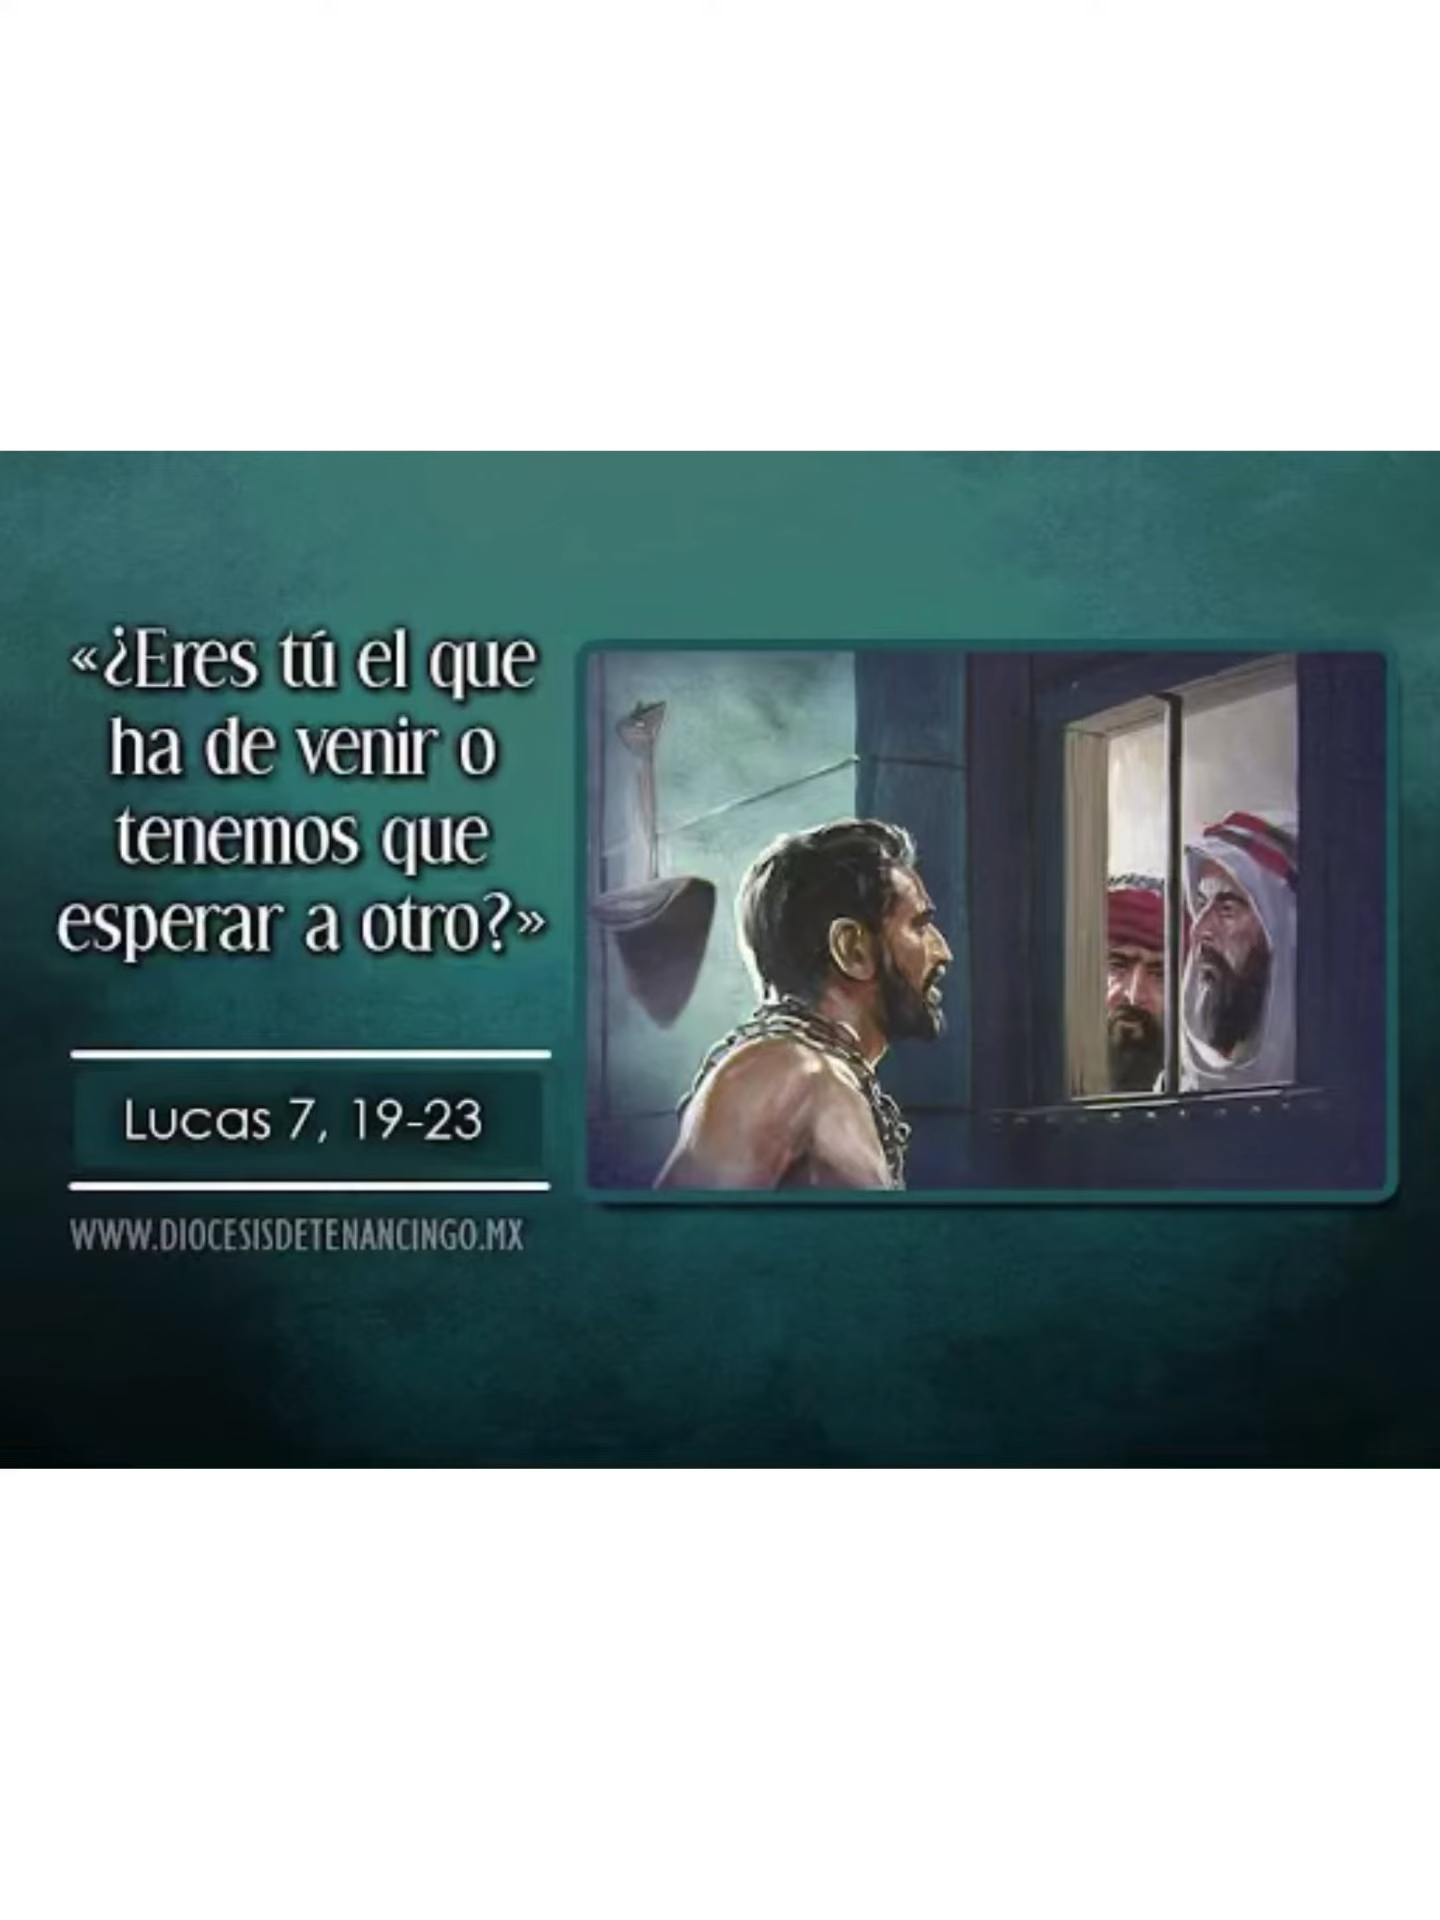 «¿Eres tú el que
ha de venir o
tenemos que
esperar a otro?»
Lucas 7, 19-23
WWW.DIOCESISDETENANCINGO.MX